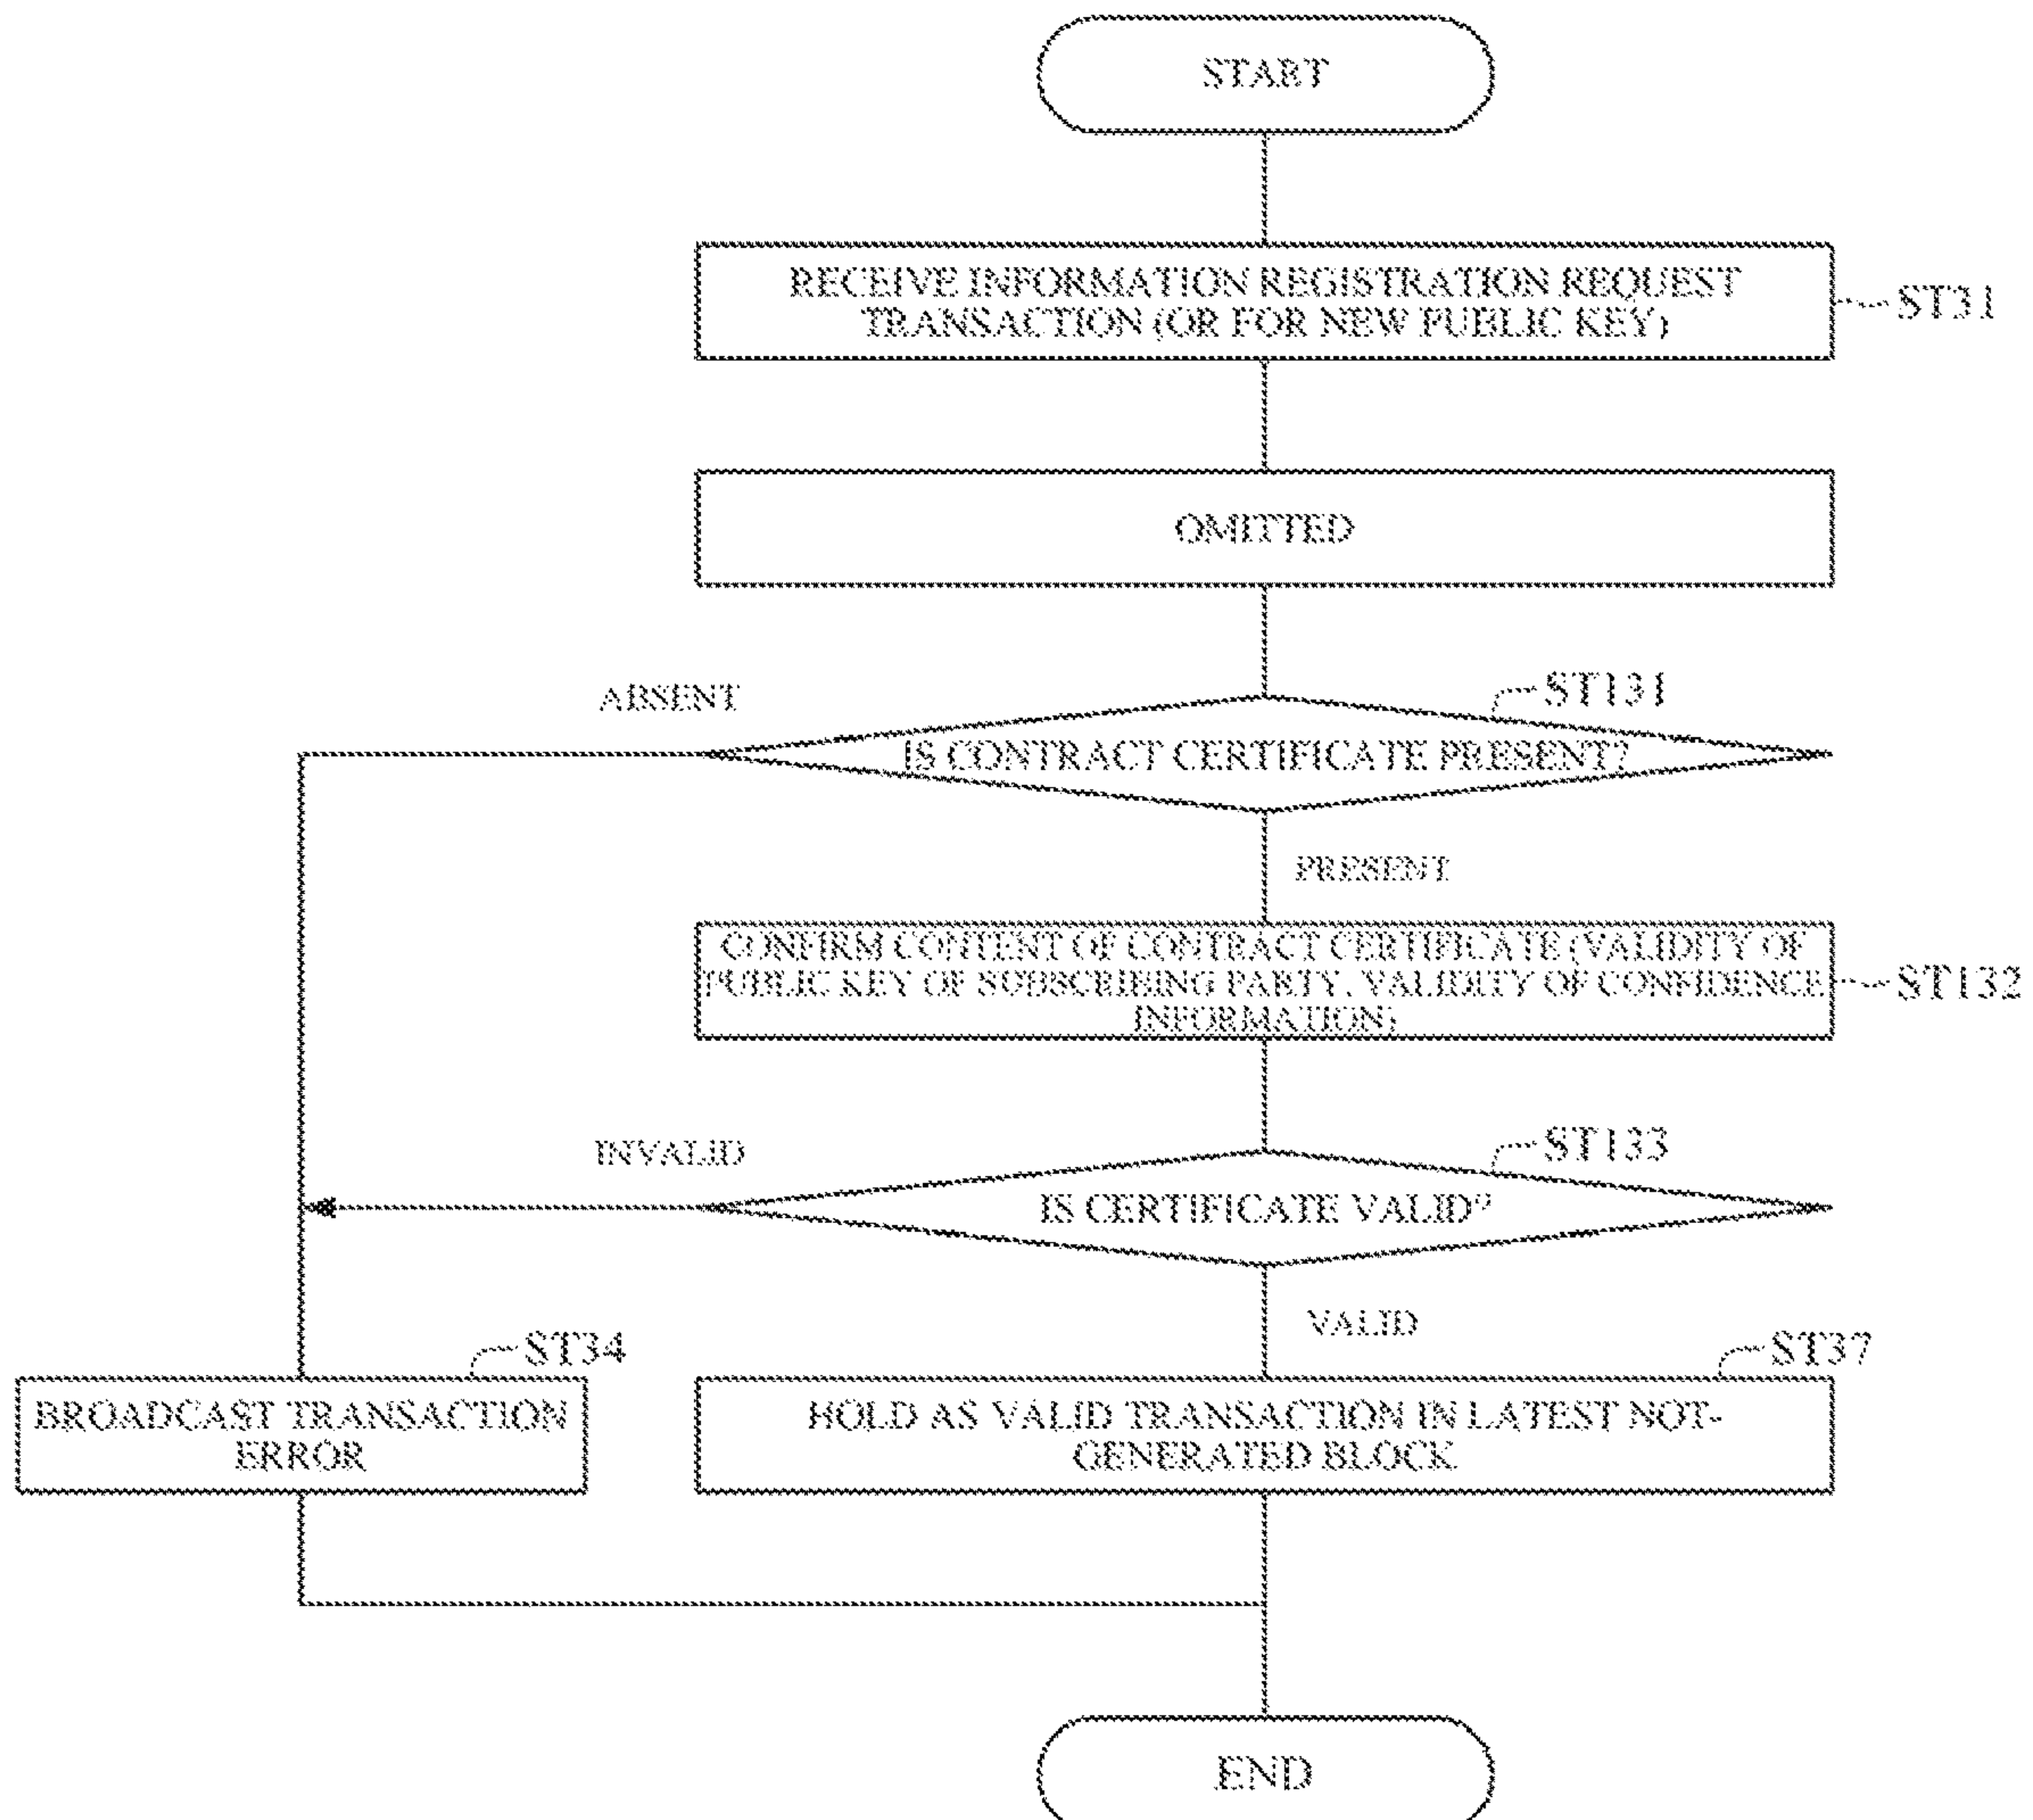 START
RECEIVE INFORMATION REGISTRATION REQUEST
TRANSACTION (OR FOR NEW PUBLIC KEY)
ST31
OMITTED
ABSENT
ST131
IS CONTRACT CERTIFICATE PRESENT?
PRESENT
CONFIRM CONTENT OF CONTRACT CERTIFICATE (VALIDITY OF
PUBLIC KEY OF SUBSCRIBING PARTY, VALIDITY OF CONFIDENCE
INFORMATION)
ST132
INVALID
ST133
IS CERTIFICATE VALID?
VALID
ST34
ST37
BROADCAST TRANSACTION
ERROR
HOLD AS VALID TRANSACTION IN LATEST NOT-
GENERATED BLOCK
END